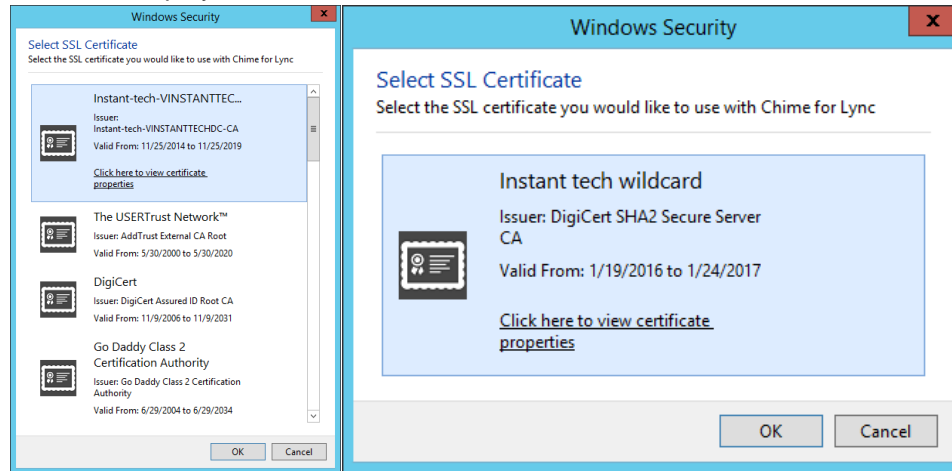 Windows Security
x
Select SSL Certificate
Select the SSL certificate you would like to use with Chime for Lync
Instant-tech-VINSTANTTEC...
Issuer:
Instant-tech-VINSTANTTECHDC-CA
Valid From: 11/25/2014 to 11/25/2019
Click here to view certificate
properties
The USERTrust Network™
Issuer: AddTrust External CA Root
Valid From: 5/30/2000 to 5/30/2020
DigiCert
Issuer: DigiCert Assured ID Root CA
Valid From: 11/9/2006 to 11/9/2031
Go Daddy Class 2
Certification Authority
Issuer: Go Daddy Class 2 Certification
Authority
Valid From: 6/29/2004 to 6/29/2034
OK Cancel
Windows Security
x
Select SSL Certificate
Select the SSL certificate you would like to use with Chime for Lync
Instant tech wildcard
Issuer: DigiCert SHA2 Secure Server
CA
Valid From: 1/19/2016 to 1/24/2017
Click here to view certificate
properties
OK Cancel